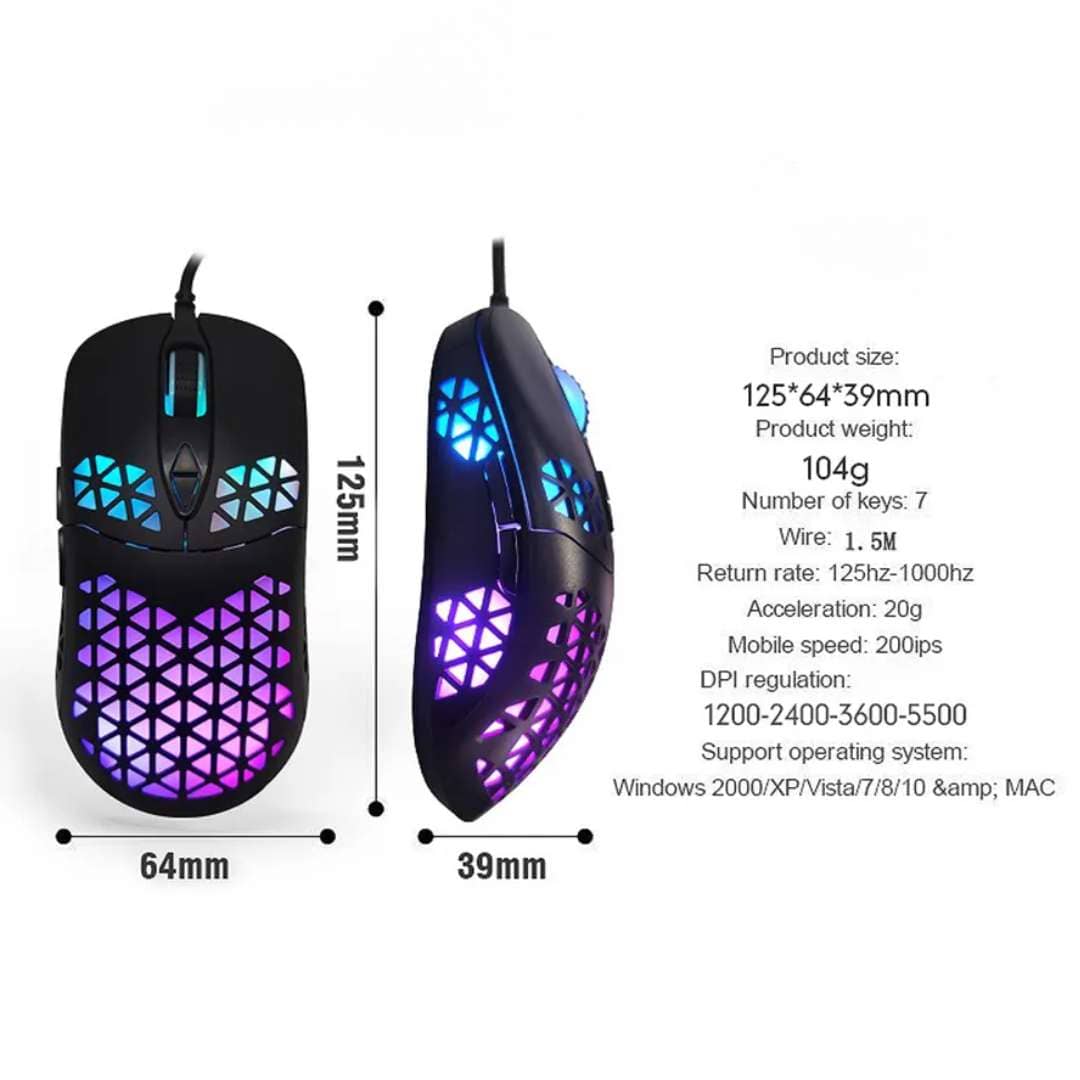 125mm
64mm
39mm
Product size:
125*64*39mm
Product weight:
104g
Number of keys: 7
Wire: 1.5M
Return rate: 125hz-1000hz
Acceleration: 20g
Mobile speed: 200ips
DPI regulation:
1200-2400-3600-5500
Support operating system:
Windows 2000/XP/Vista/7/8/10 &amp; MAC